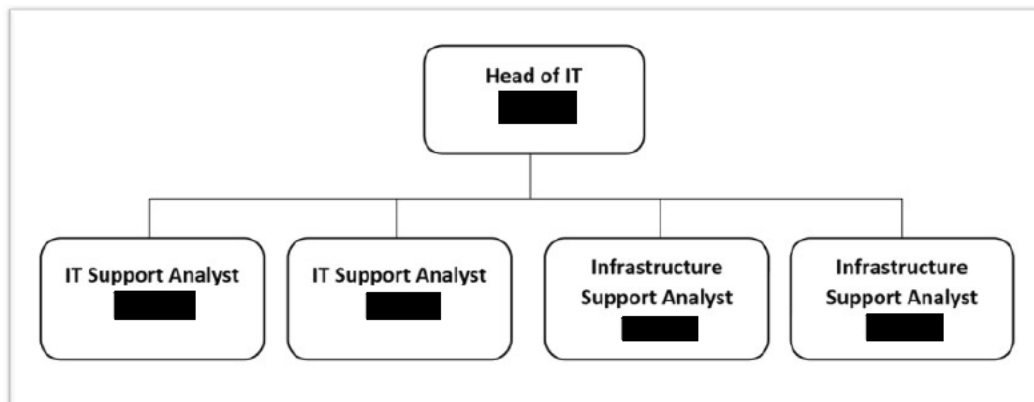 Head of IT
IT Support Analyst
IT Support Analyst
Infrastructure
Support Analyst
Infrastructure
Support Analyst